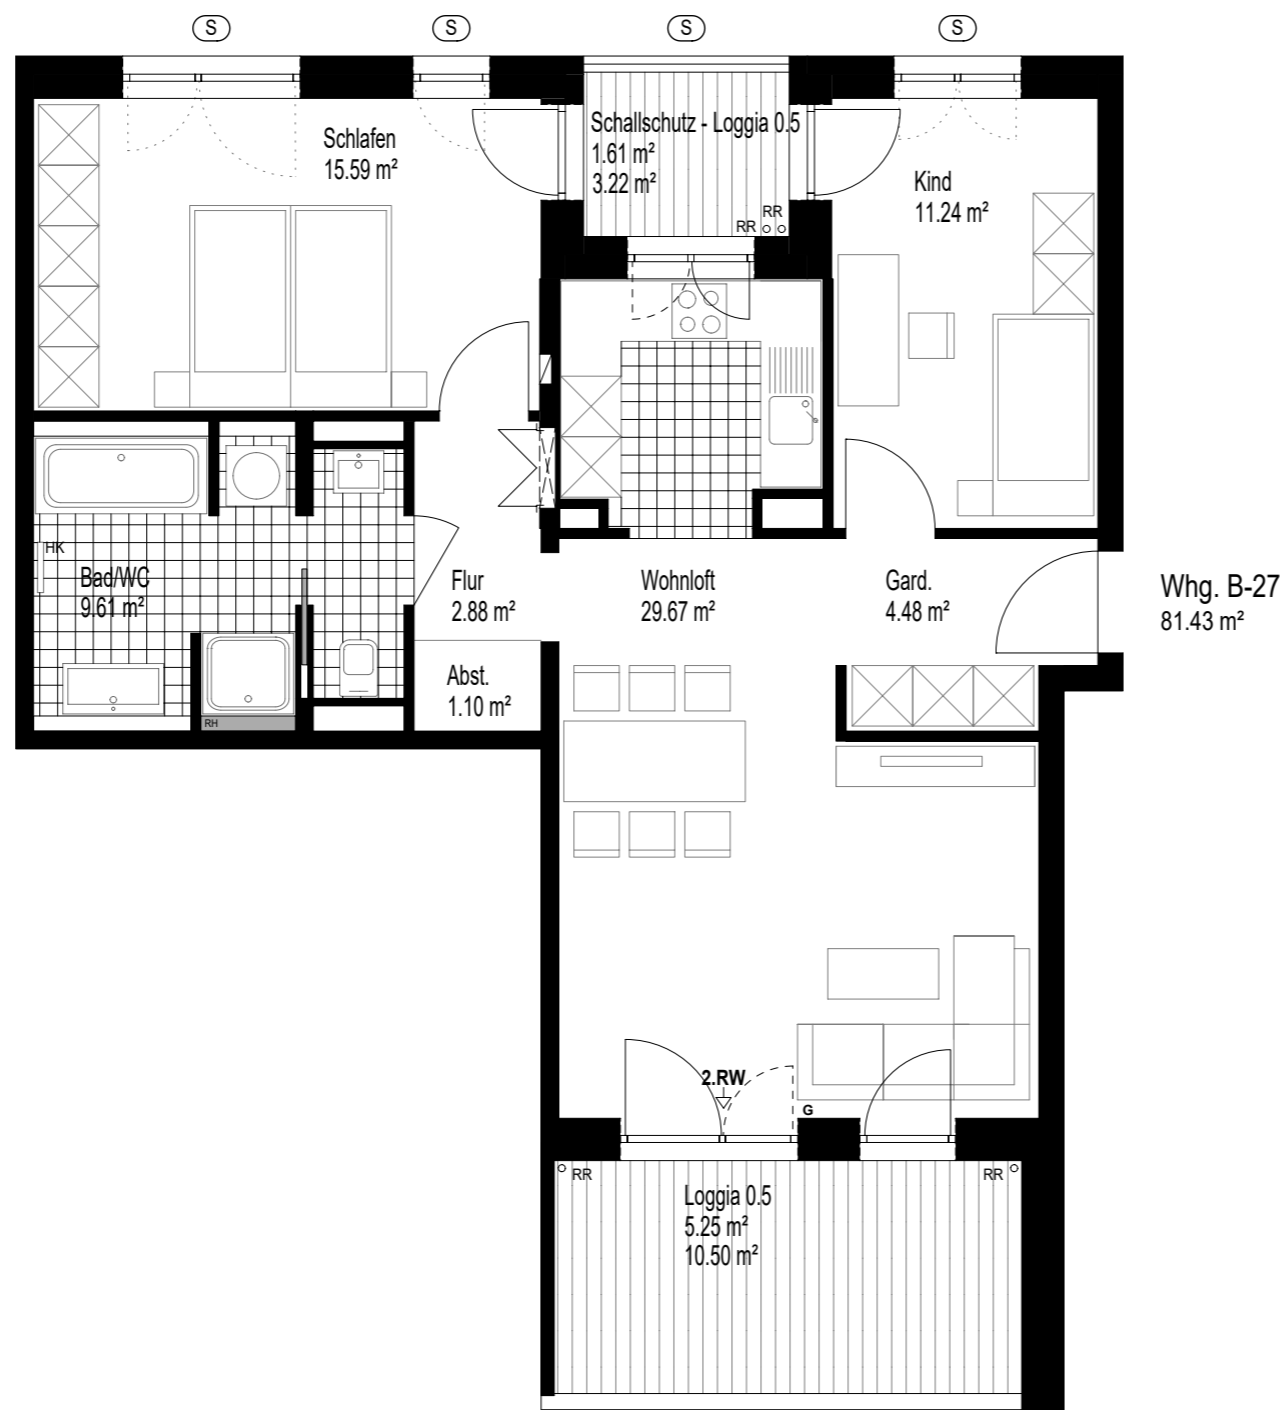 S
S
S
S
Schlafen
15.59 m²
Schallschutz - Loggia 0.5
1.61 m²
3.22 m²
RR
RR
Kind
11.24 m²
HK
Bad/WC
9.61 m²
Flur
2.88 m²
Wohnloft
29.67 m²
Gard.
4.48 m²
Whg. B-27
81.43 m²
Abst.
1.10 m²
RH
2.RW
G
RR
RR
Loggia 0.5
5.25 m²
10.50 m²